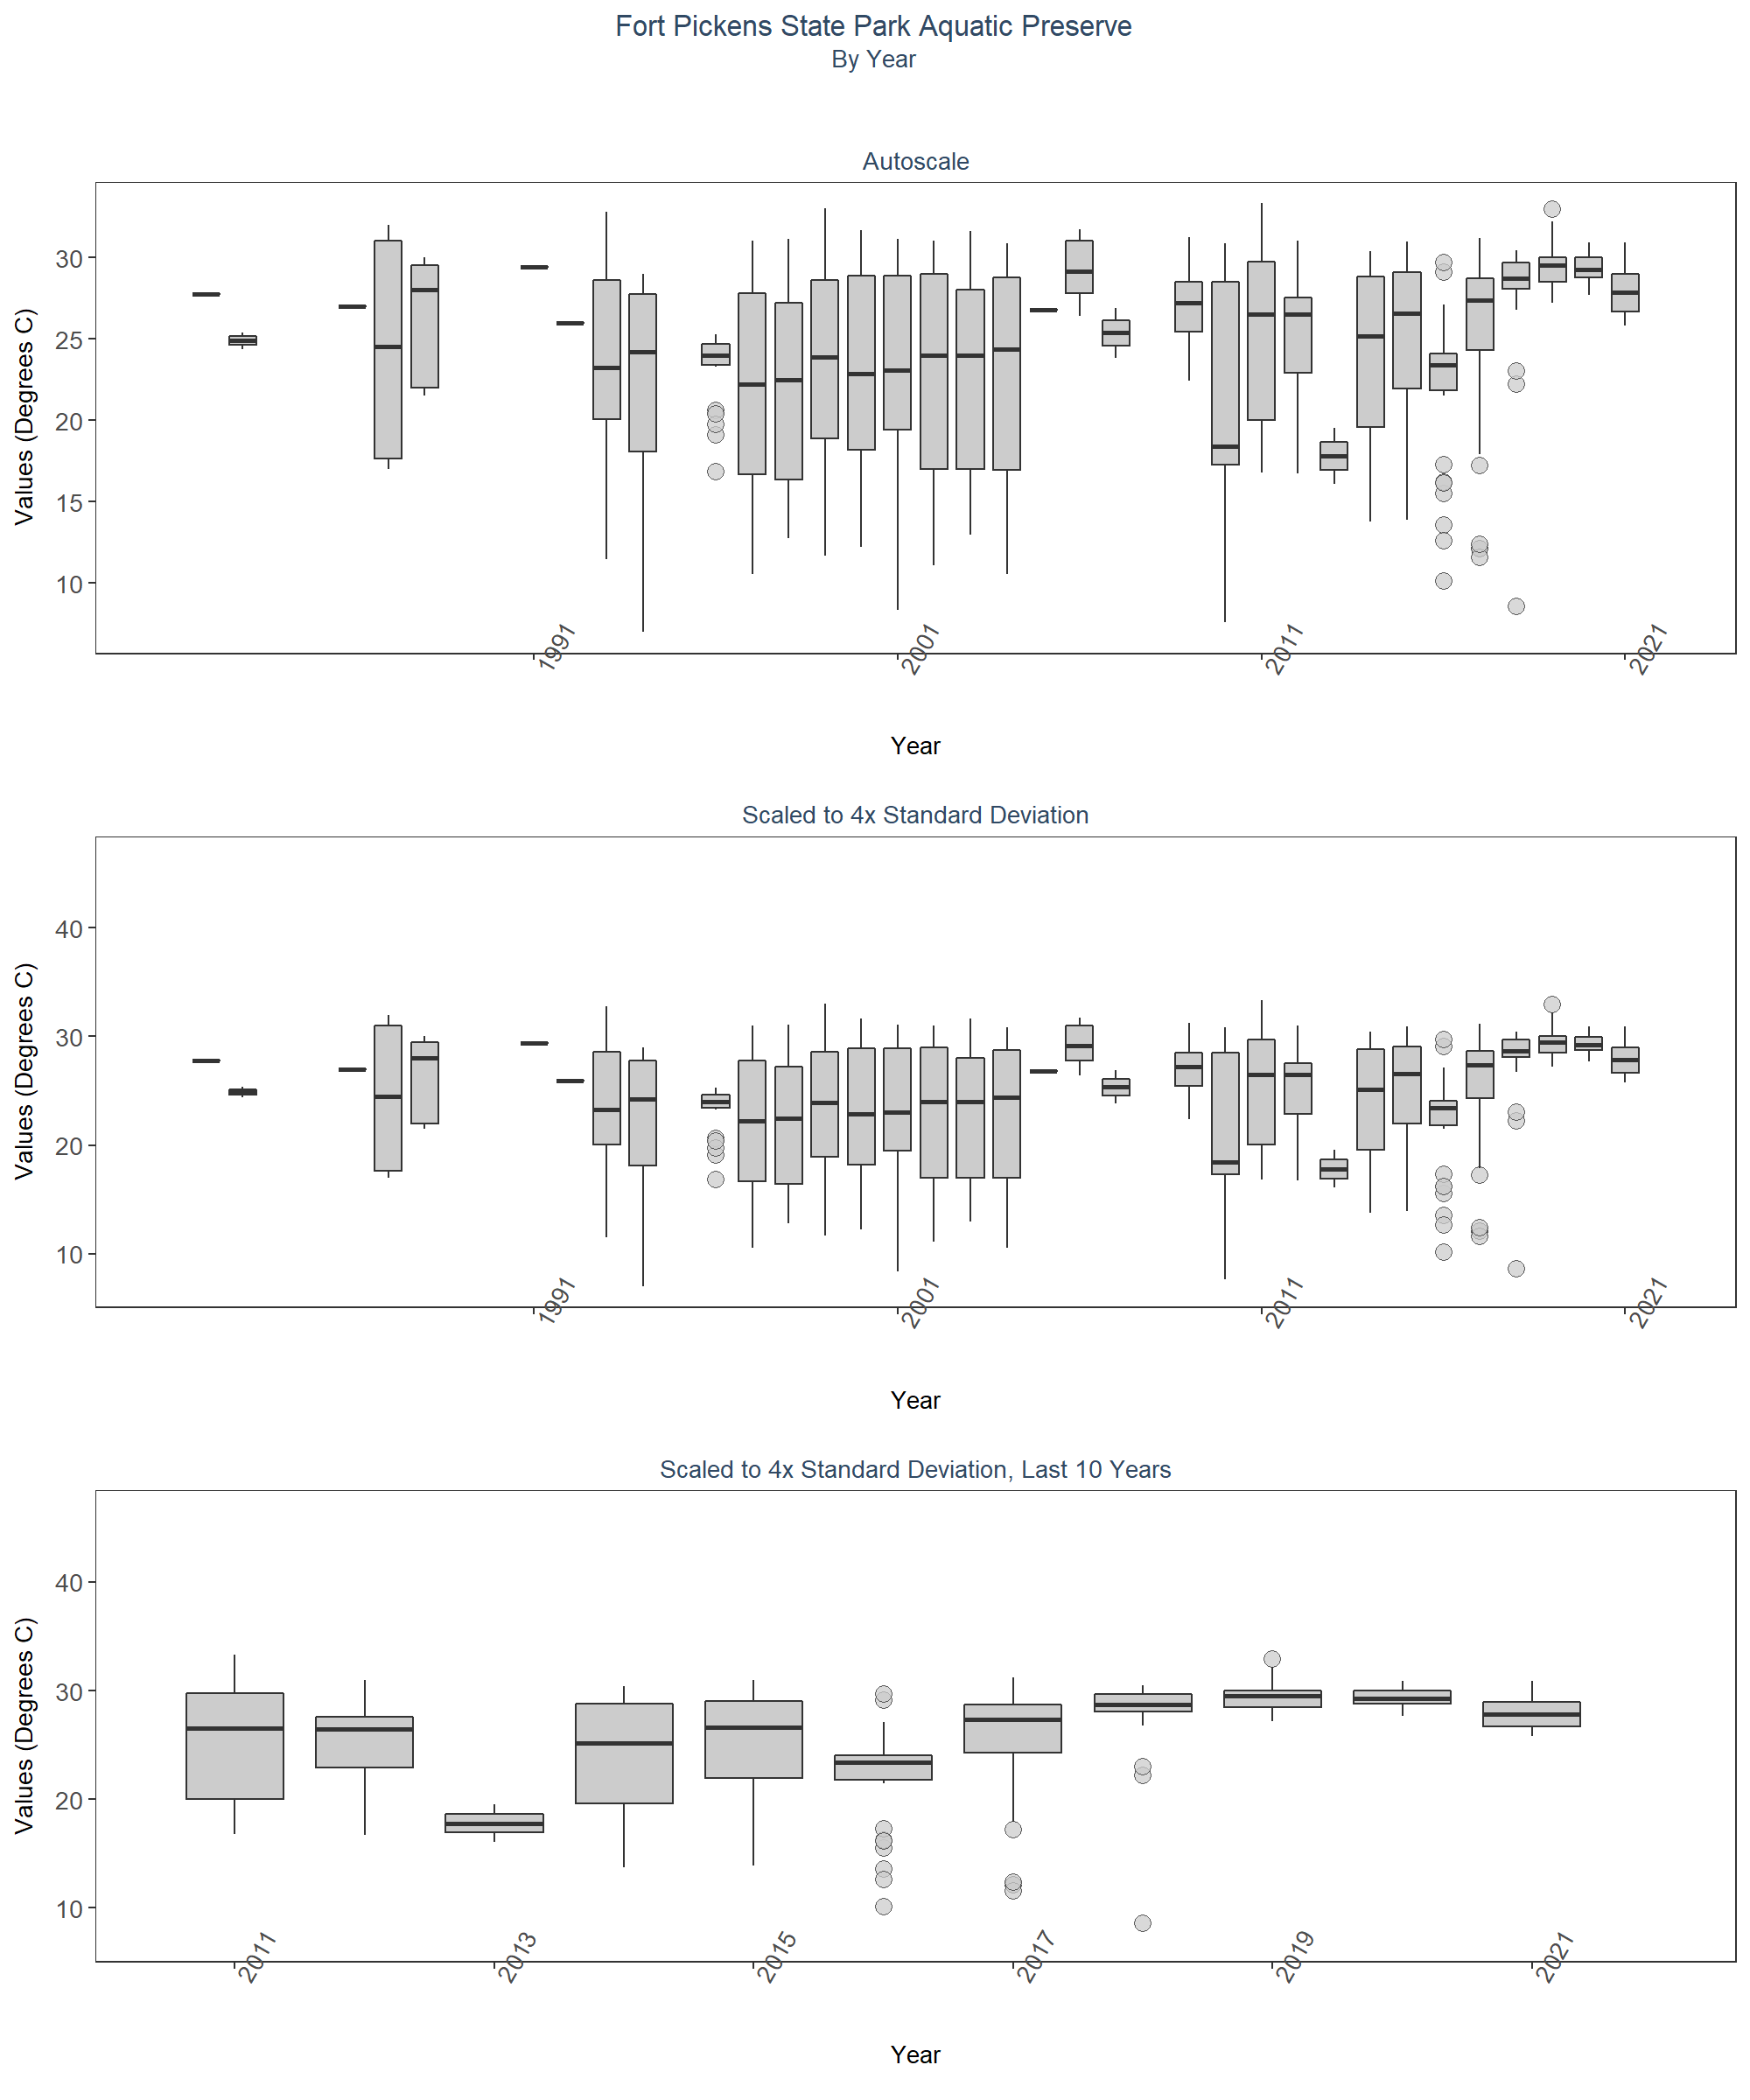 Fort Pickens State Park Aquatic Preserve
By Year
Autoscale
Values (Degrees C)
30
25
20
15
10
1991
2001
2011
2021
Year
Scaled to 4x Standard Deviation
Values (Degrees C)
40
30
20
10
1991
2001
2011
2021
Year
Scaled to 4x Standard Deviation, Last 10 Years
Values (Degrees C)
40
30
20
10
2011
2013
2015
2017
2019
2021
Year